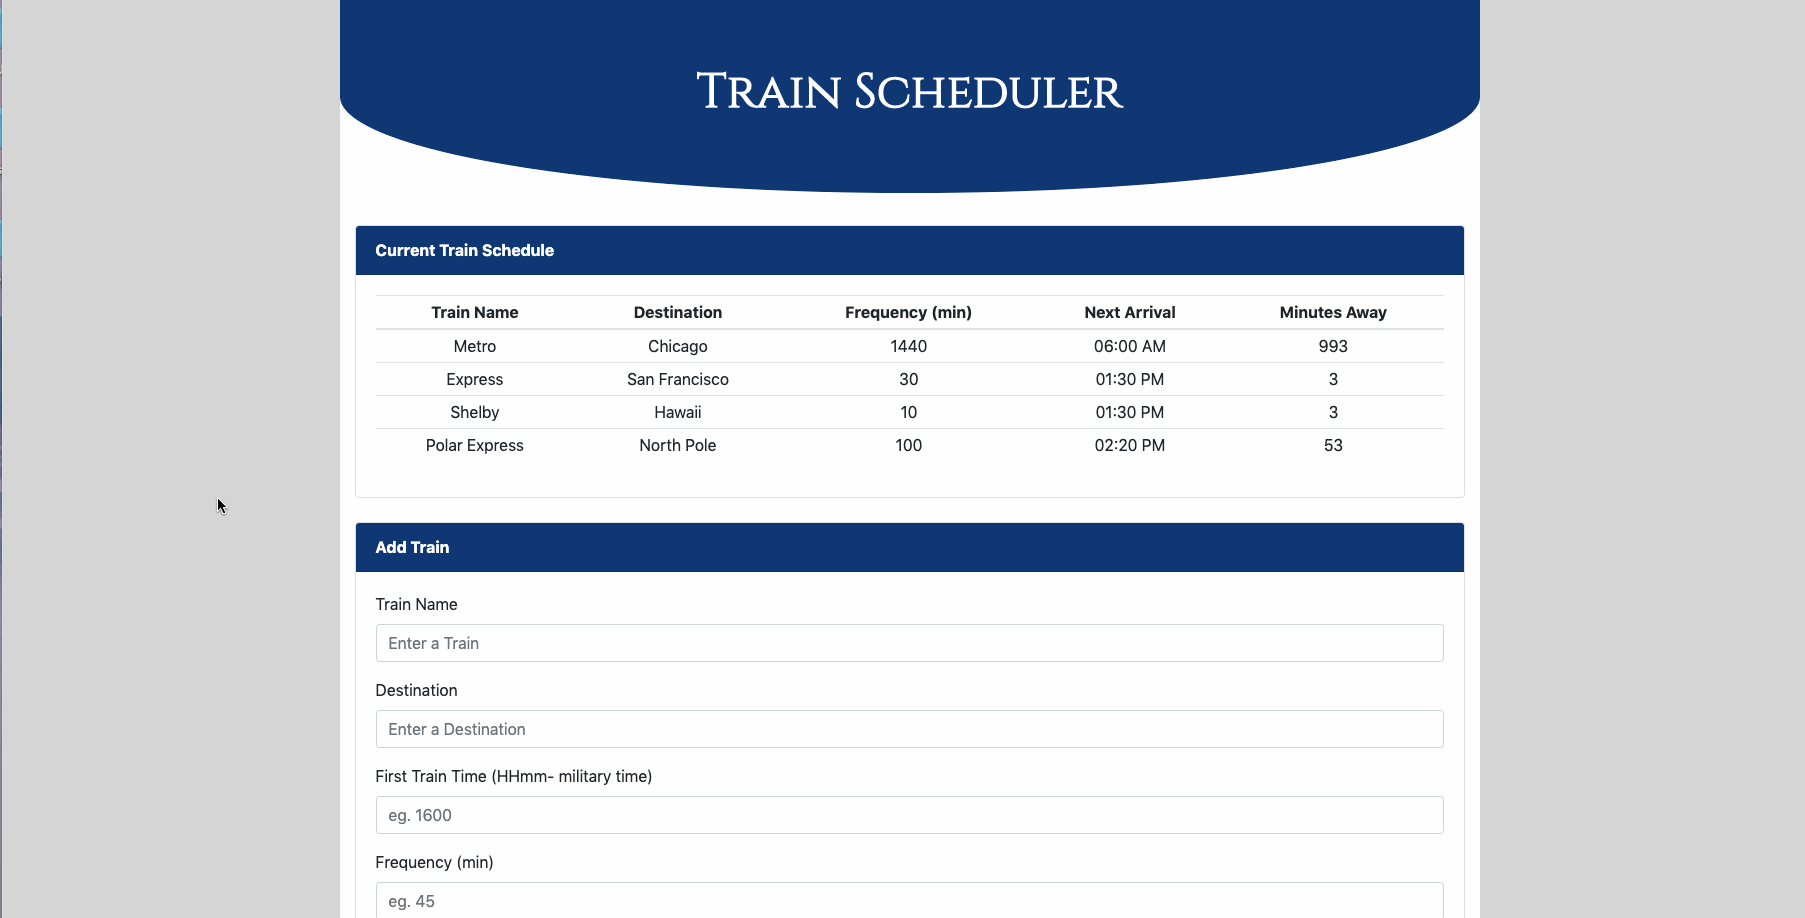 Train Scheduler
Current Train Schedule
Train Name Destination Frequency (min) Next Arrival Minutes Away
Metro Chicago 1440 06:00 AM 993
Express San Francisco 30 01:30 PM 3
Shelby Hawaii 10 01:30 PM 3
Polar Express North Pole 100 02:20 PM 53
Add Train
Train Name
Enter a Train
Destination
Enter a Destination
First Train Time (HHmm- military time)
eg. 1600
Frequency (min)
eg. 45